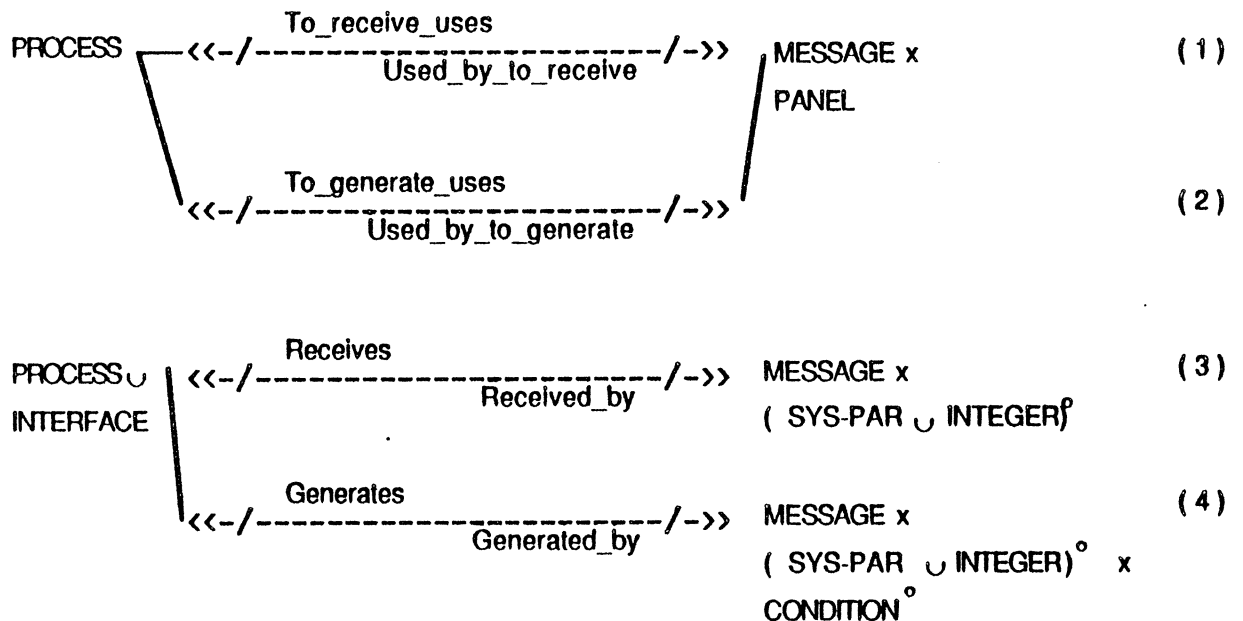 To_receive_uses
PROCESS <<-/------------------------/->> MESSAGE x (1)
Used_by_to_receive
PANEL
To_generate_uses
<<-/------------------------/->> (2)
Used_by_to_generate
Receives
PROCESS ∪ <<-/------------------------/->> MESSAGE x (3)
Received_by
INTERFACE ( SYS-PAR ∪ INTEGER)°
Generates
<<-/------------------------/->> MESSAGE x (4)
Generated_by
( SYS-PAR ∪ INTEGER)° x
CONDITION°